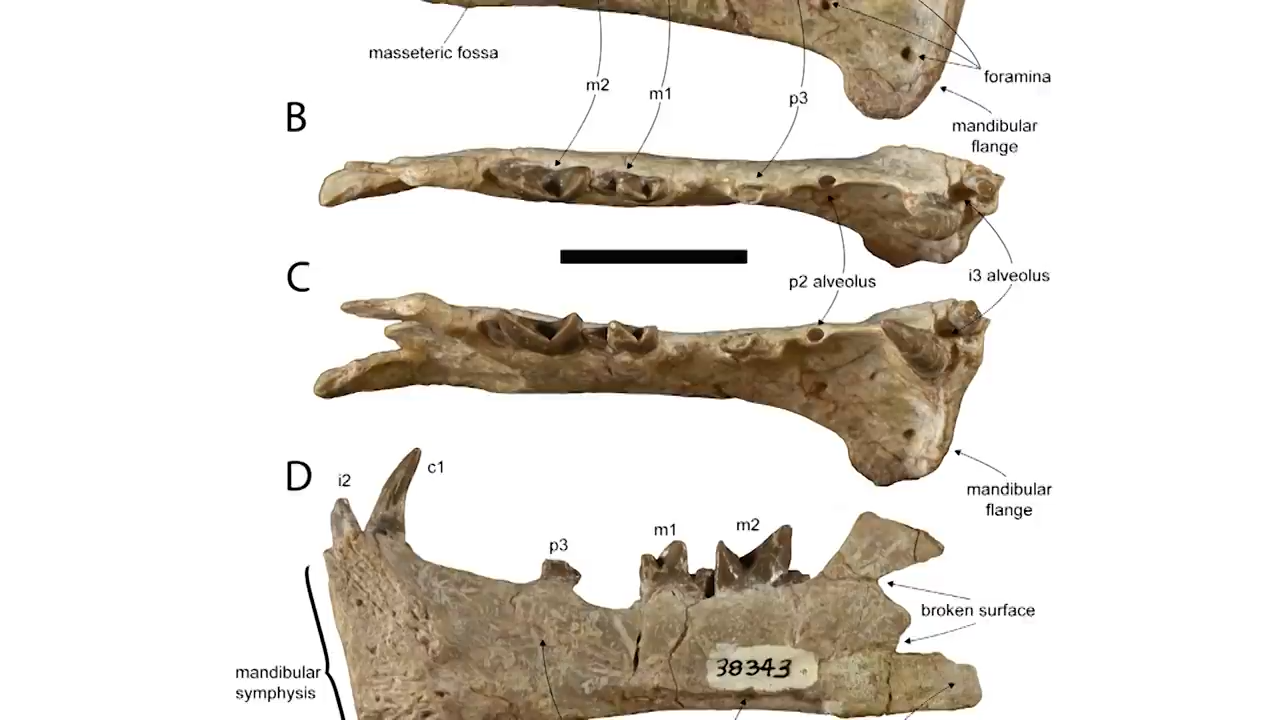 masseteric fossa
m2
m1
p3
foramina
mandibular
flange
B
p2 alveolus
i3 alveolus
C
mandibular
flange
D
i2
c1
p3
m1
m2
broken surface
38343
mandibular
symphysis